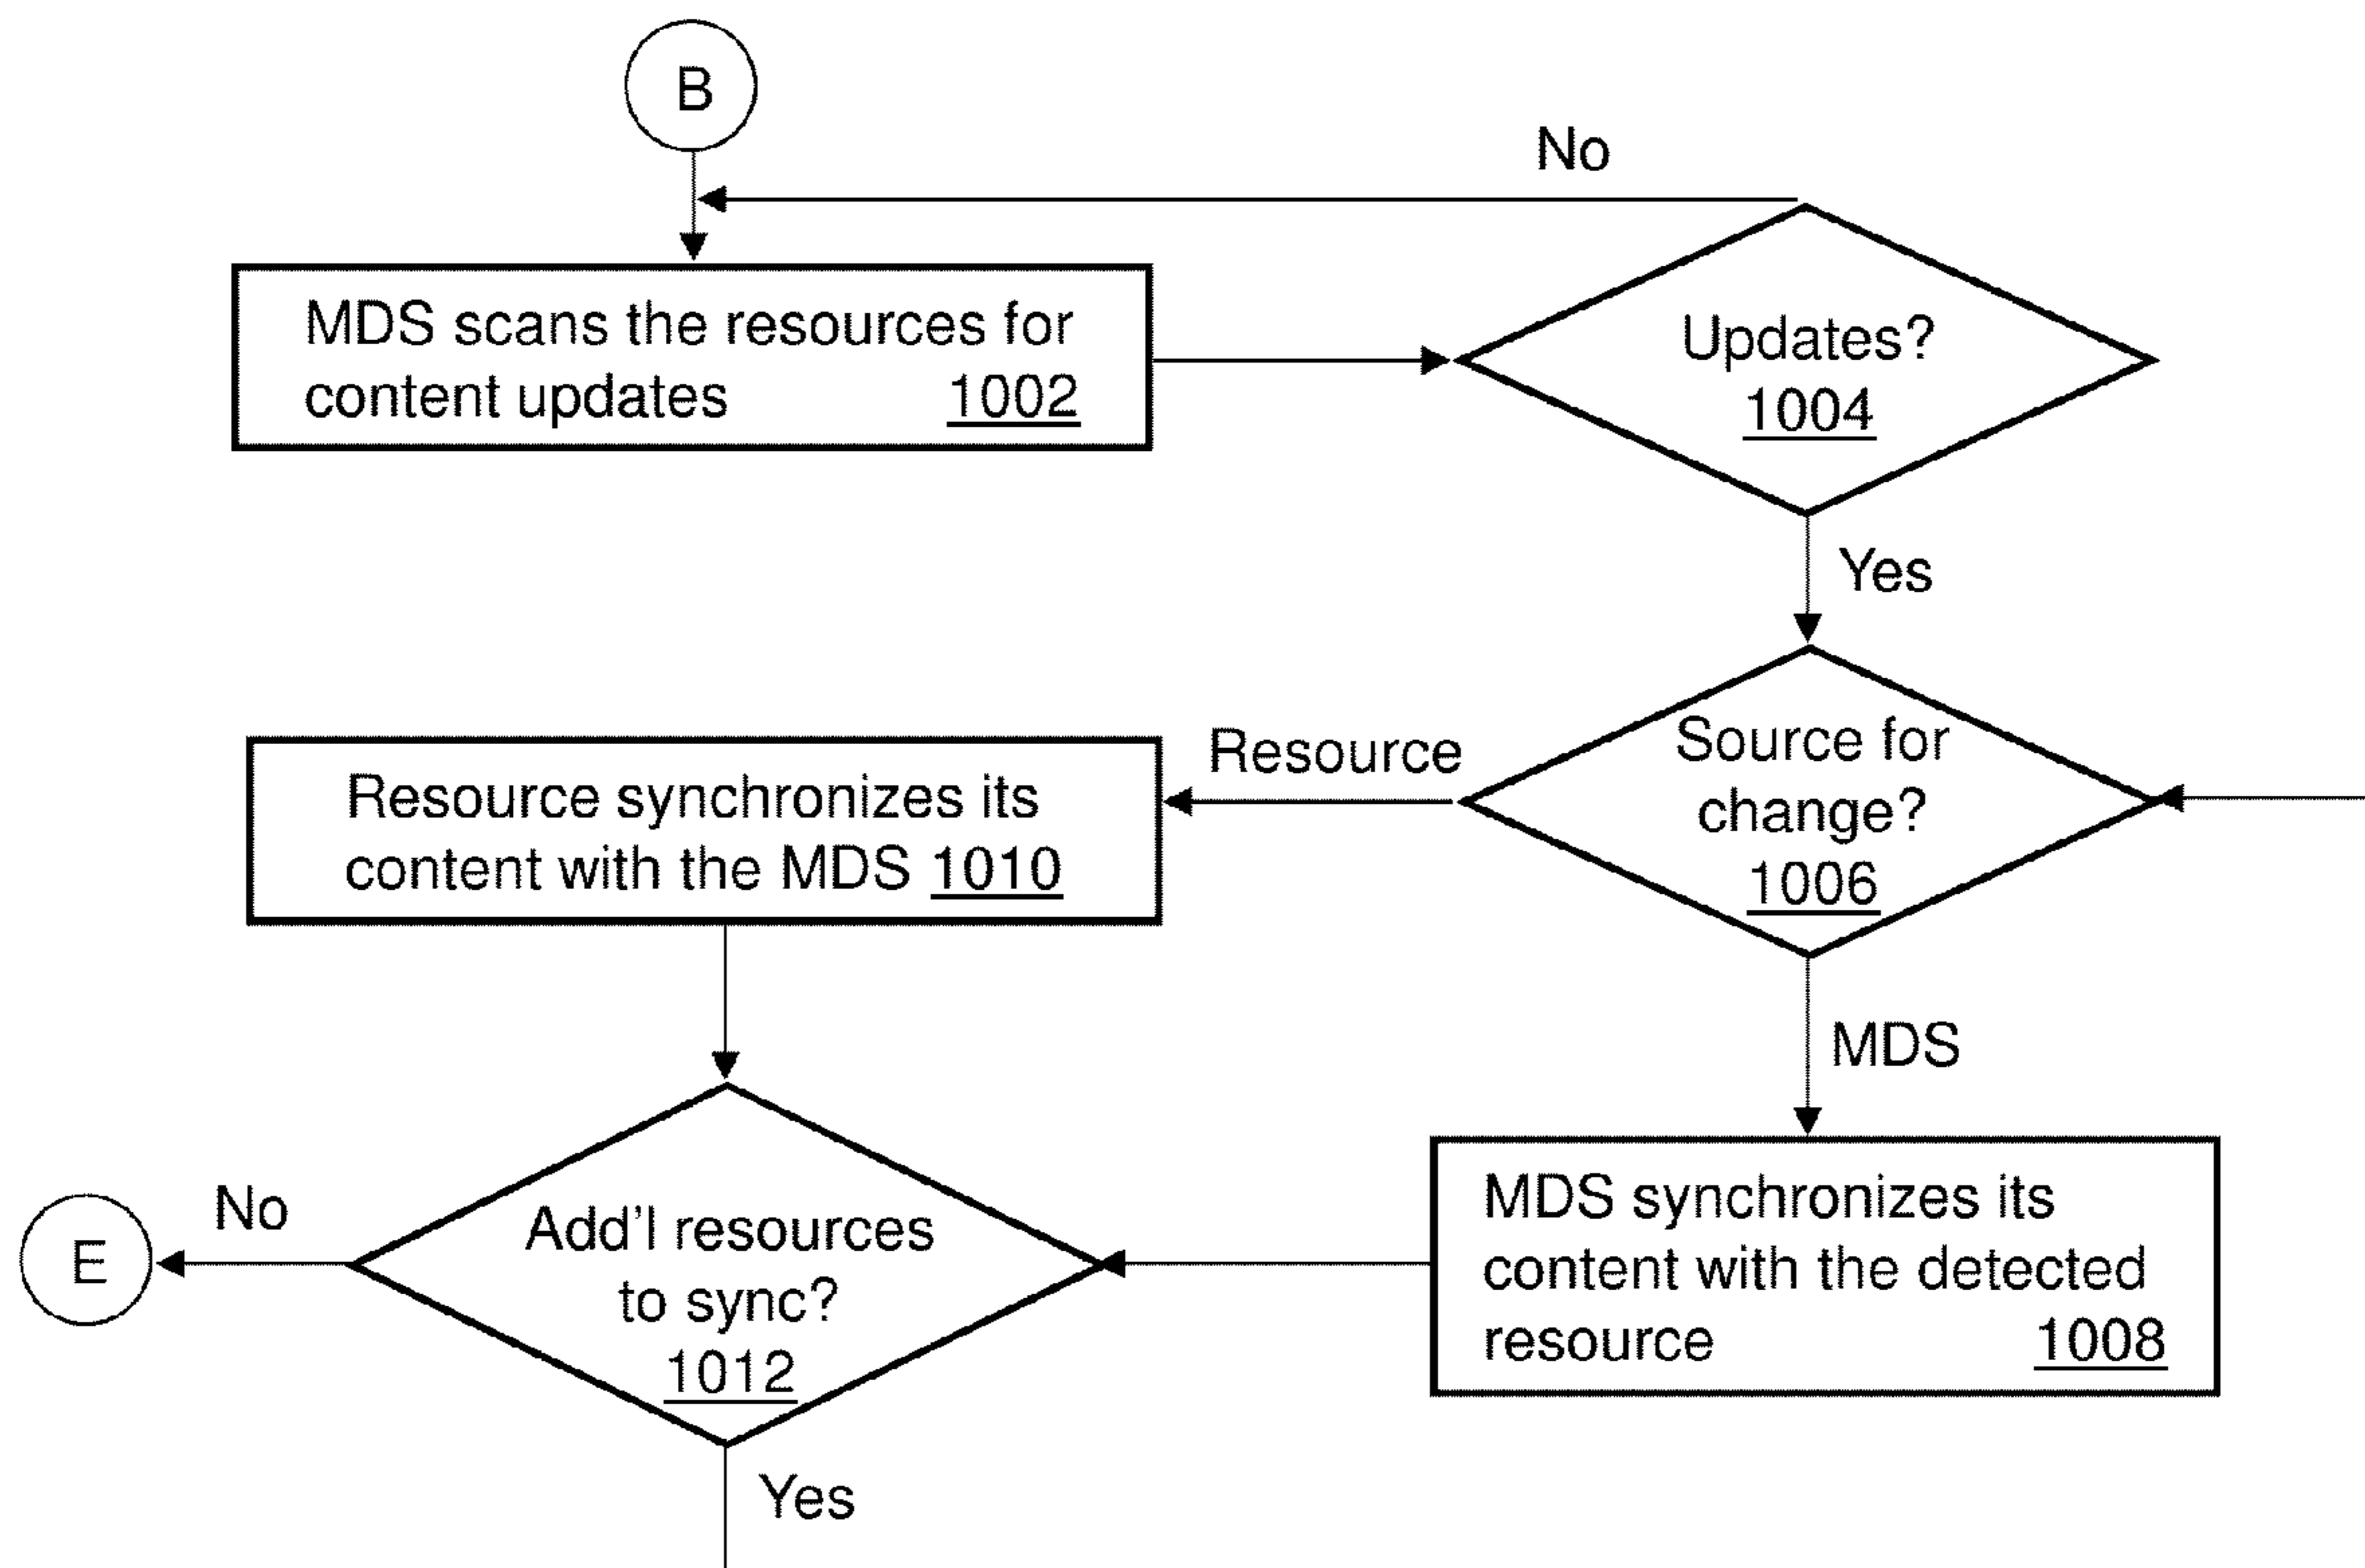 B
No
MDS scans the resources for
content updates 1002
Updates?
1004
Yes
Source for
change?
1006
Resource
Resource synchronizes its
content with the MDS 1010
MDS
MDS synchronizes its
content with the detected
resource 1008
Add'l resources
to sync?
1012
No
E
Yes